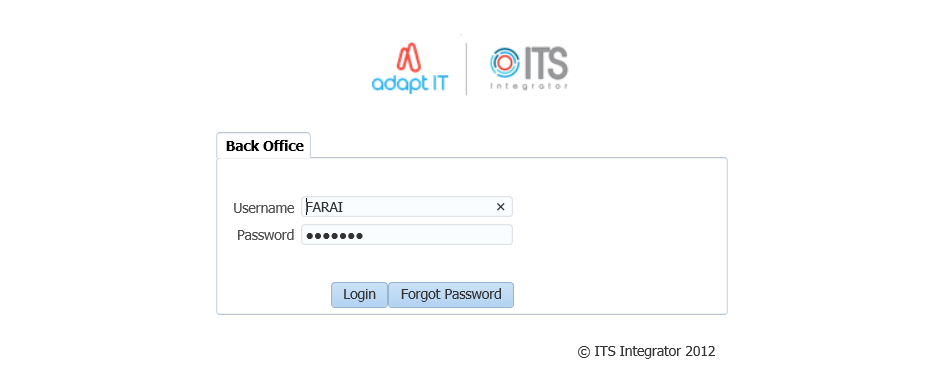 adapt IT
ITS
Integrator
Back Office
Username FARAI ✕
Password ●●●●●●●
Login Forgot Password
© ITS Integrator 2012